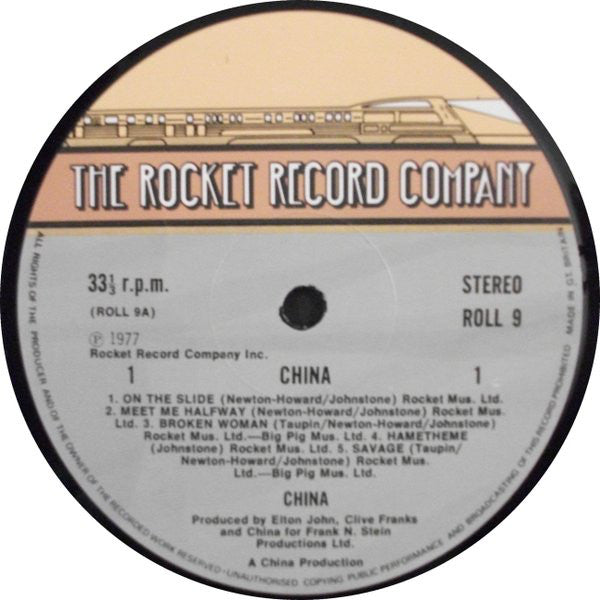 THE ROCKET RECORD COMPANY
33⅓ r.p.m.
STEREO
(ROLL 9A)
ROLL 9
Ⓟ 1977
Rocket Record Company Inc.
1 CHINA 1
1. ON THE SLIDE (Newton-Howard/Johnstone) Rocket Mus. Ltd.
2. MEET ME HALFWAY (Newton-Howard/Johnstone) Rocket Mus.
Ltd. 3. BROKEN WOMAN (Taupin/Newton-Howard/Johnstone)
Rocket Mus. Ltd.—Big Pig Mus. Ltd. 4. HAMETHEME
(Johnstone) Rocket Mus. Ltd. 5. SAVAGE (Taupin/
Newton-Howard/Johnstone) Rocket Mus.
Ltd.—Big Pig Mus. Ltd.
CHINA
Produced by Elton John, Clive Franks
and China for Frank N. Stein
Productions Ltd.
A China Production
ALL RIGHTS OF THE PRODUCER AND OF THE OWNER OF THE RECORDED WORK RESERVED • UNAUTHORISED COPYING PUBLIC PERFORMANCE AND BROADCASTING OF THIS RECORD PROHIBITED MADE IN GT. BRITAIN